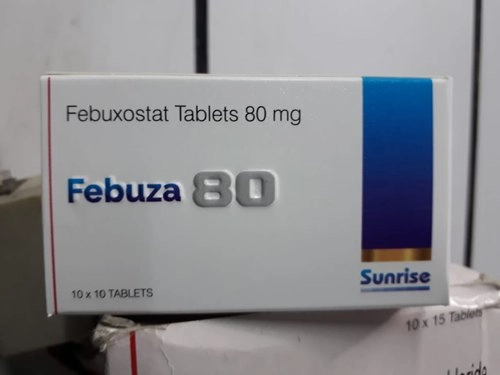 Febuxostat Tablets 80 mg
Febuza 80
Sunrise
10 x 10 TABLETS
10 x 15 Tablets